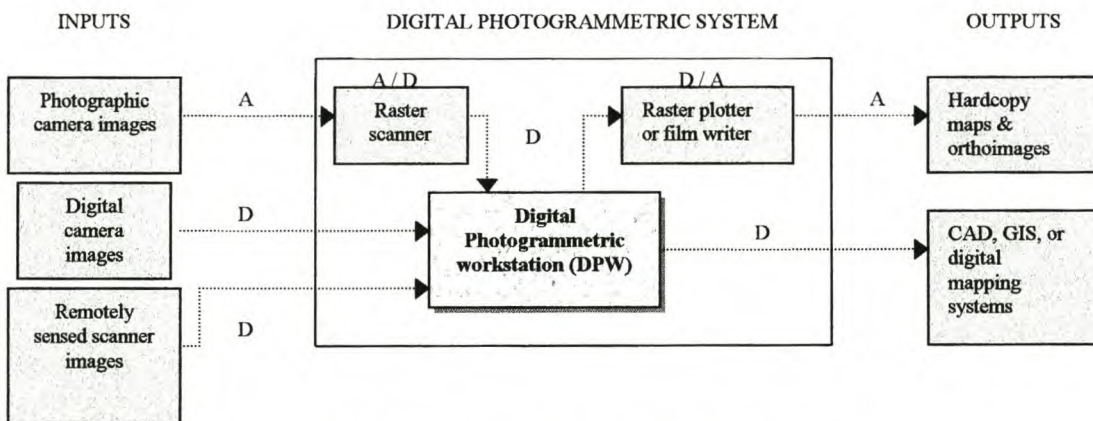 INPUTS
DIGITAL PHOTOGRAMMETRIC SYSTEM
OUTPUTS
Photographic
camera images
A
A / D
Raster
scanner
D
D / A
Raster plotter
or film writer
A
Hardcopy
maps &
orthoimages
Digital
camera
images
D
Digital
Photogrammetric
workstation (DPW)
D
CAD, GIS, or
digital
mapping
systems
Remotely
sensed scanner
images
D